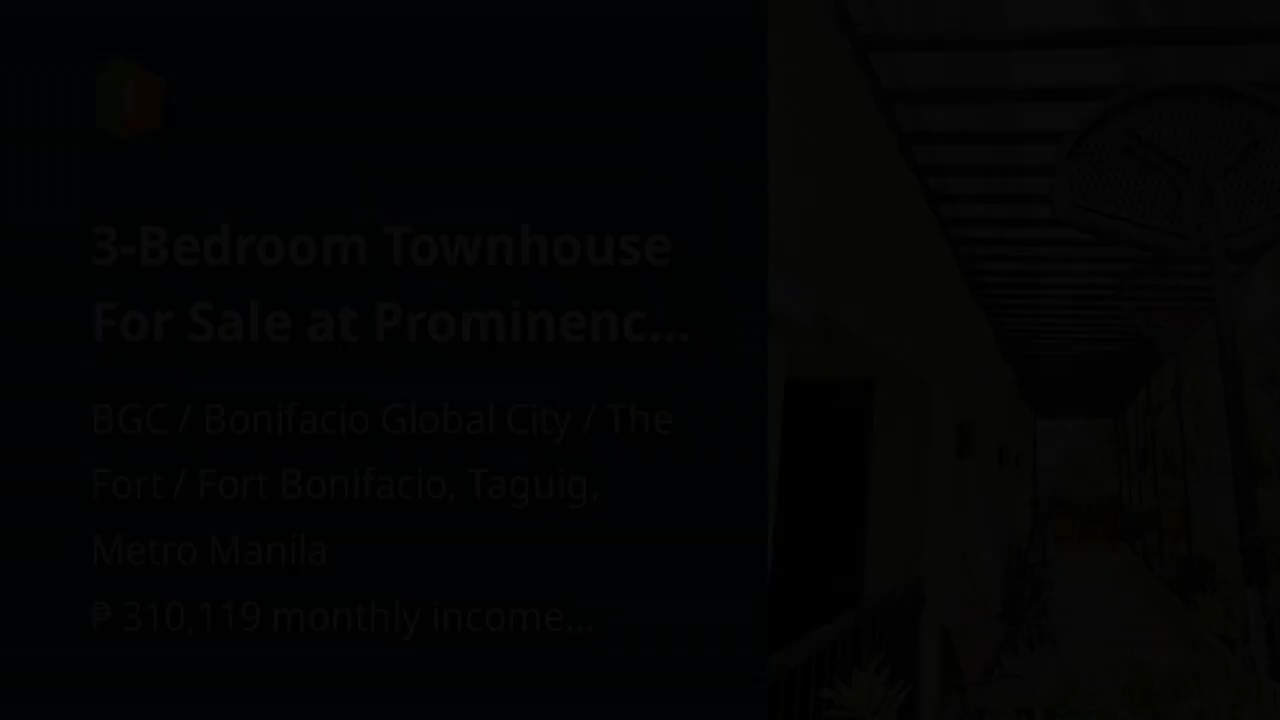 3-Bedroom Townhouse
For Sale at Prominenc...
BGC / Bonifacio Global City / The
Fort / Fort Bonifacio, Taguig,
Metro Manila
₱ 310,119 monthly income...